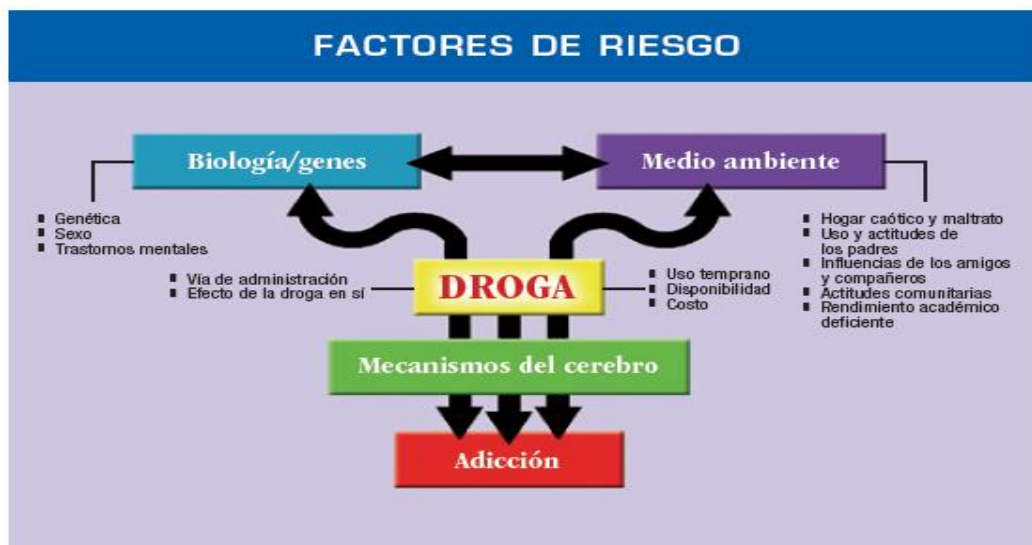 FACTORES DE RIESGO
Biología/genes
Medio ambiente
Genética
Sexo
Trastornos mentales
Hogar caótico y maltrato
Uso y actitudes de
los padres
Influencias de los amigos
y compañeros
Actitudes comunitarias
Rendimiento académico
deficiente
Vía de administración
Efecto de la droga en sí
DROGA
Uso temprano
Disponibilidad
Costo
Mecanismos del cerebro
Adicción